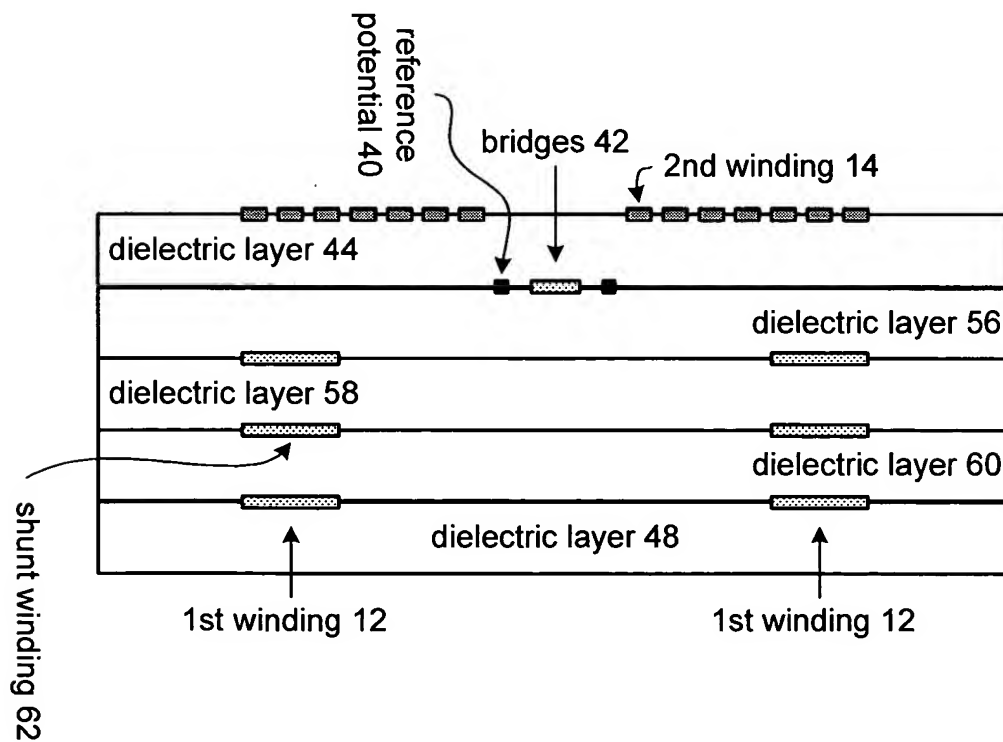 reference
potential 40
bridges 42
2nd winding 14
dielectric layer 44
dielectric layer 56
dielectric layer 58
dielectric layer 60
dielectric layer 48
1st winding 12
1st winding 12
shunt winding 62